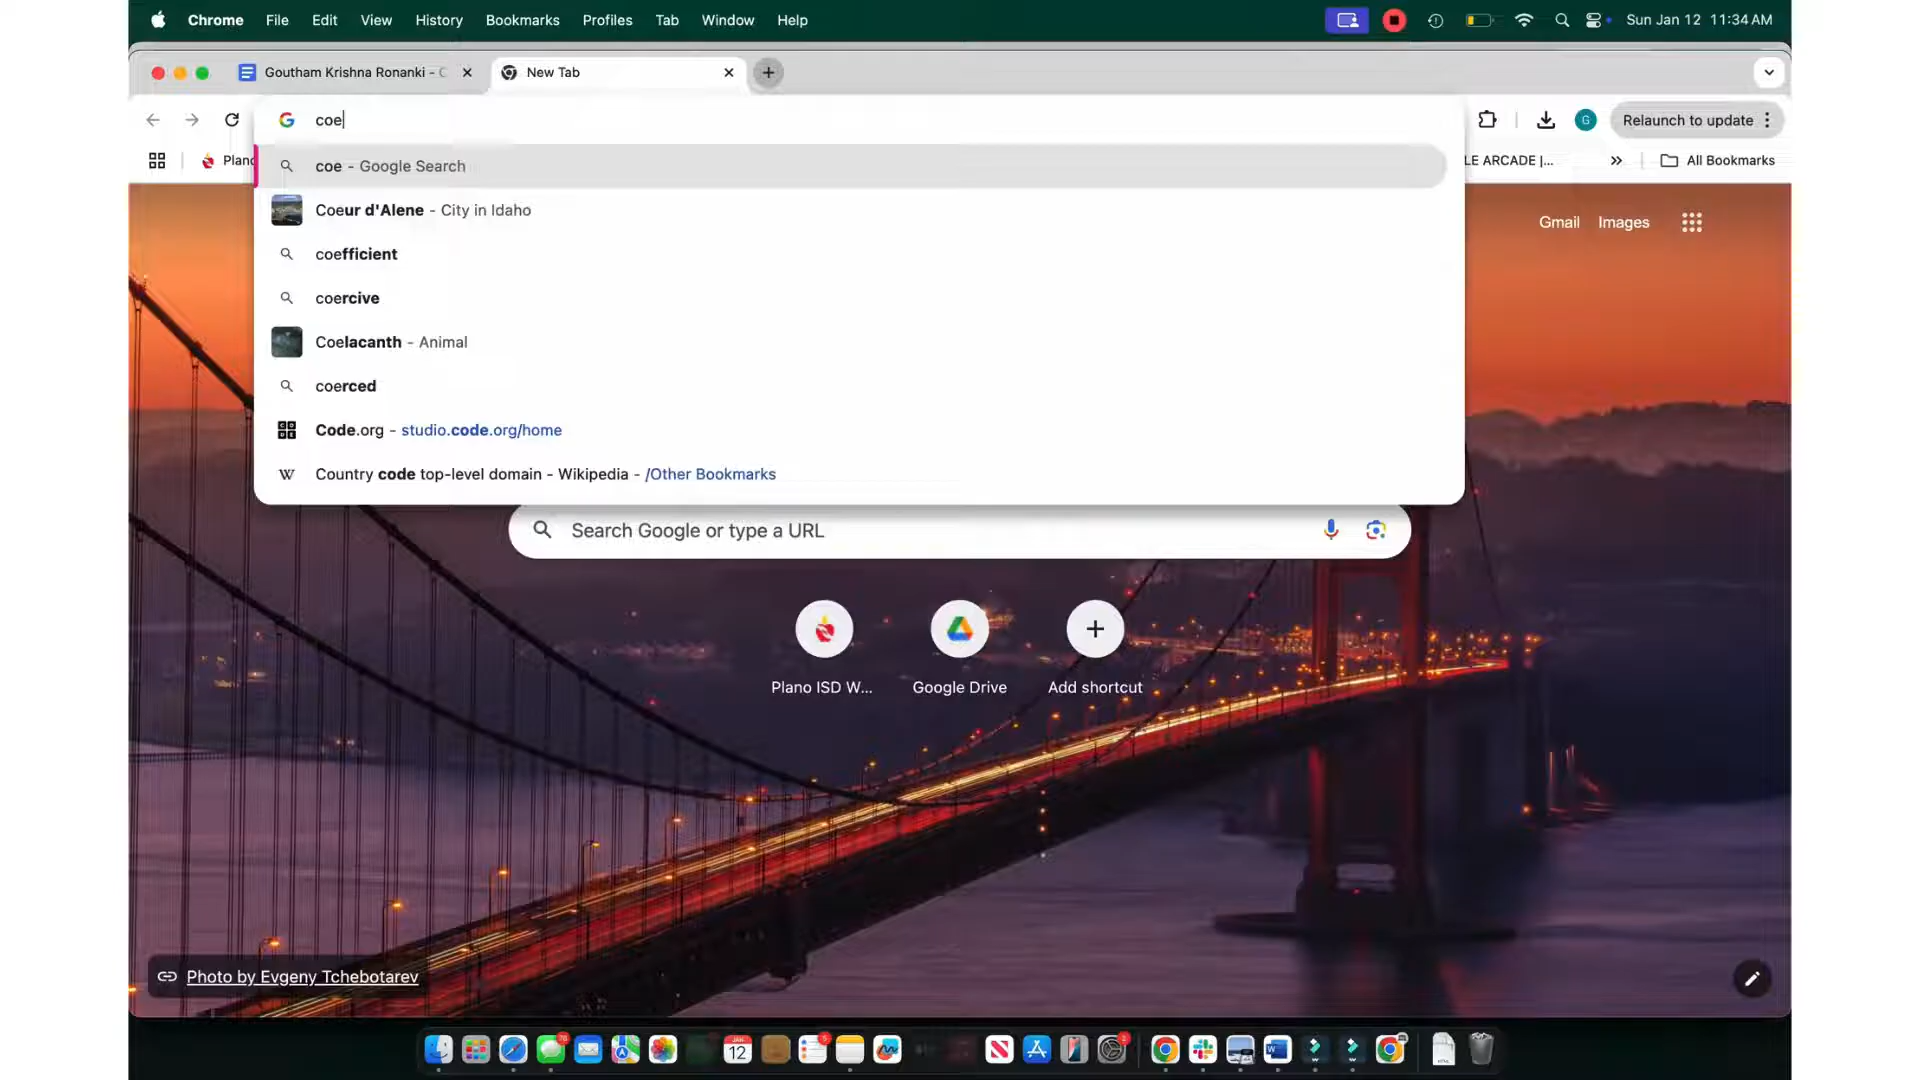 Chrome File Edit View History Bookmarks Profiles Tab Window Help Sun Jan 12 11:34 AM
Goutham Krishna Ronanki - New Tab
coe G Relaunch to update
Plano LE ARCADE |... All Bookmarks
coe - Google Search
Coeur d'Alene - City in Idaho
Gmail Images
coefficient
coercive
Coelacanth - Animal
coerced
Code.org - studio.code.org/home
W Country code top-level domain - Wikipedia - /Other Bookmarks
Search Google or type a URL
Plano ISD W... Google Drive Add shortcut
Photo by Evgeny Tchebotarev
JAN
12